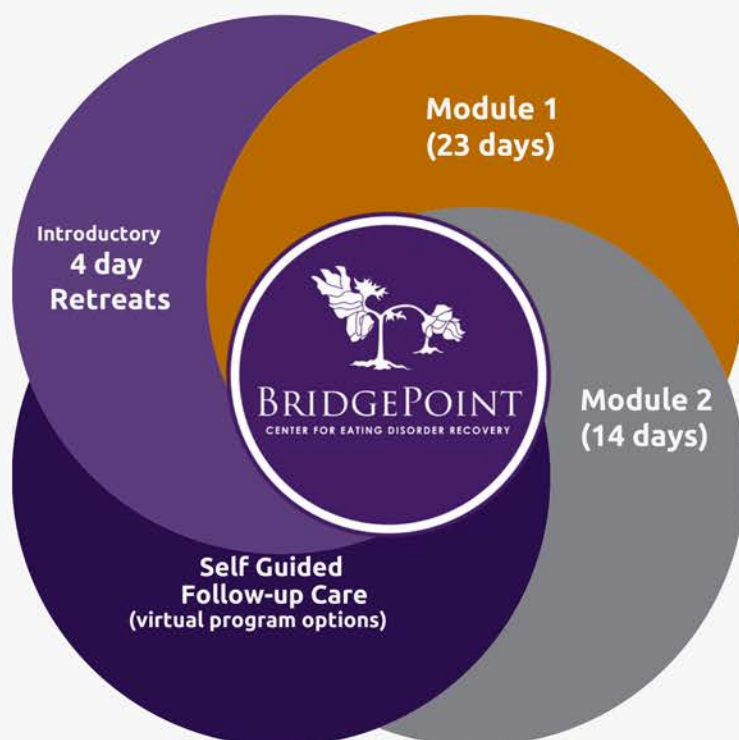 Module 1
(23 days)
Introductory
4 day
Retreats
BRIDGEPOINT
CENTER FOR EATING DISORDER RECOVERY
Module 2
(14 days)
Self Guided
Follow-up Care
(virtual program options)